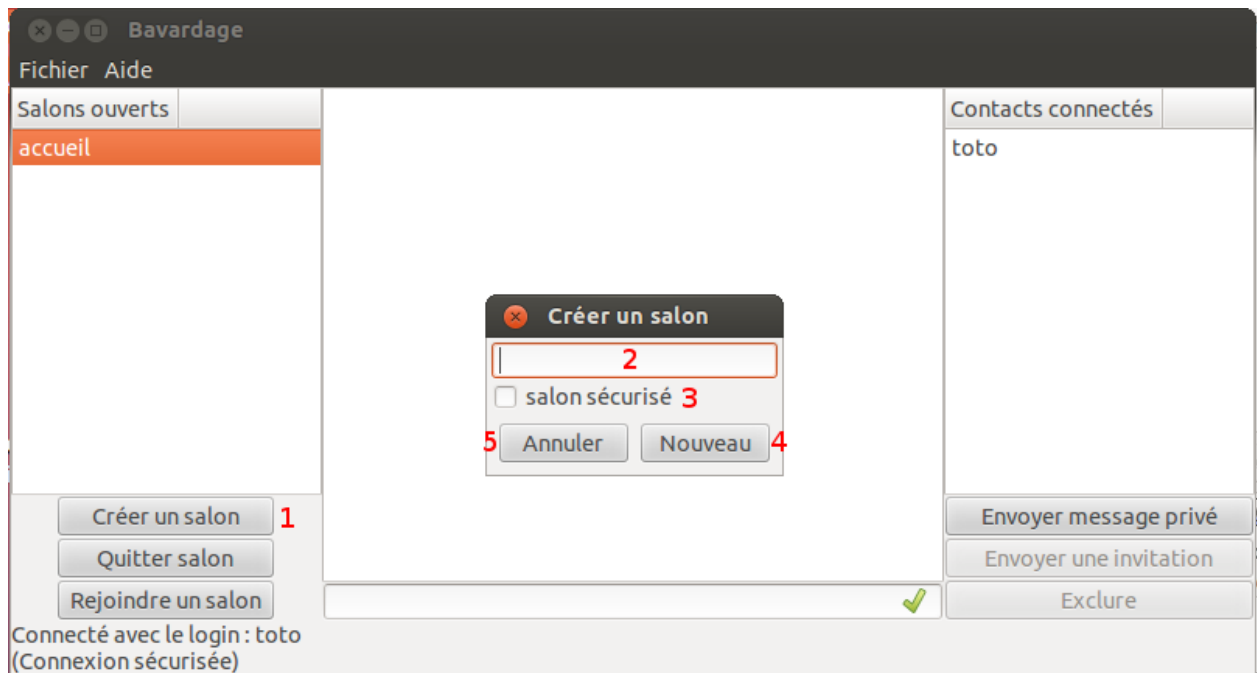 Bavardage
Fichier Aide
Salons ouverts
accueil
Contacts connectés
toto
Créer un salon
2
salon sécurisé 3
5 Annuler Nouveau 4
Créer un salon 1
Quitter salon
Rejoindre un salon
Envoyer message privé
Envoyer une invitation
Exclure
Connecté avec le login : toto
(Connexion sécurisée)